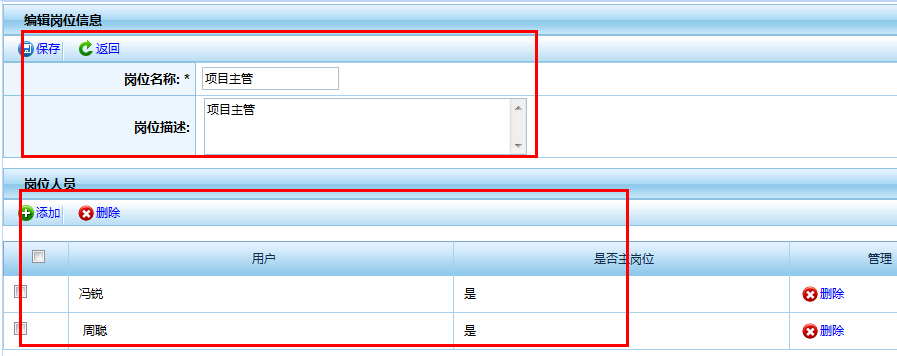 编辑岗位信息
保存 返回
岗位名称: * 项目主管
岗位描述: 项目主管
岗位人员
添加 删除
用户 是否主岗位 管理
冯锐 是 删除
周聪 是 删除